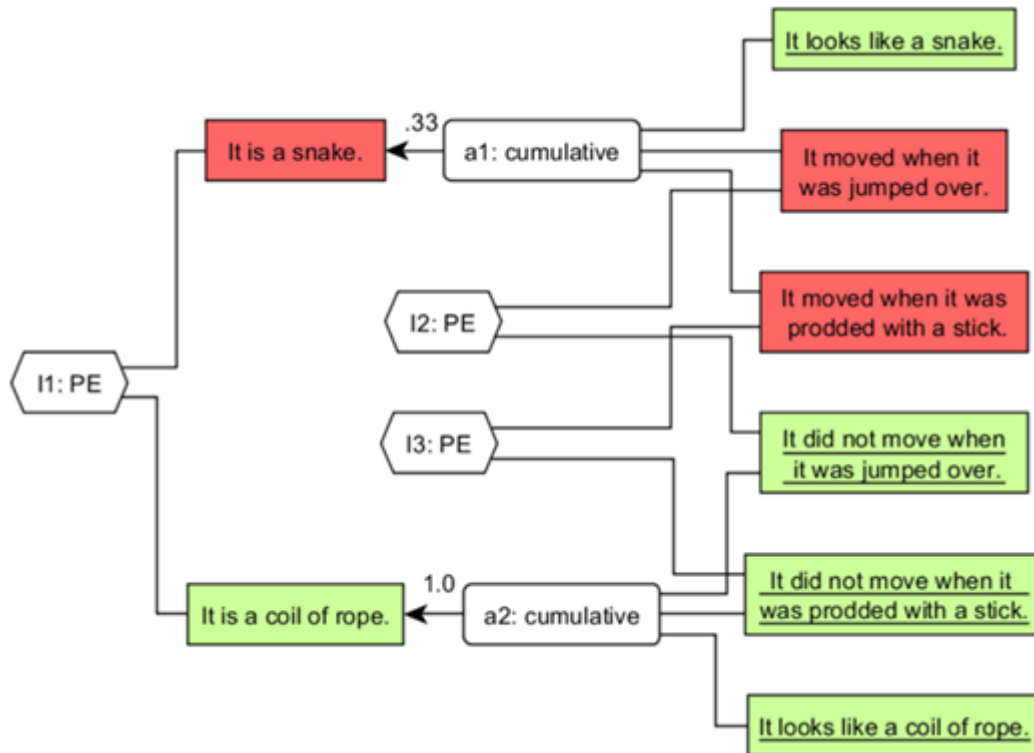 It looks like a snake.
.33
It is a snake.
a1: cumulative
It moved when it
was jumped over.
It moved when it was
prodded with a stick.
I2: PE
I1: PE
It did not move when
it was jumped over.
I3: PE
1.0
It is a coil of rope.
a2: cumulative
It did not move when it
was prodded with a stick.
It looks like a coil of rope.